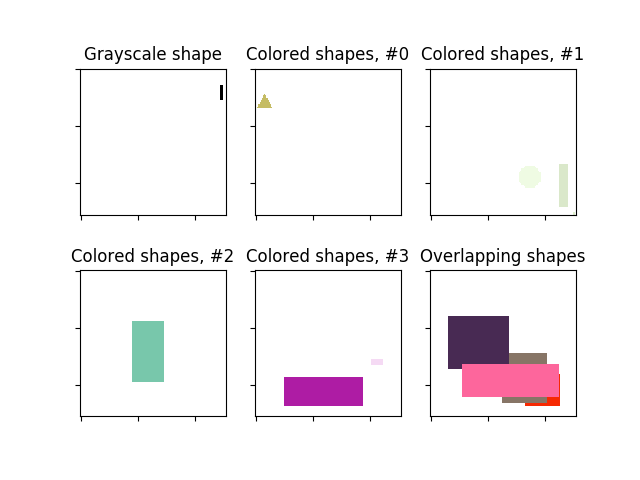 Grayscale shape
Colored shapes, #0
Colored shapes, #1
Colored shapes, #2
Colored shapes, #3
Overlapping shapes